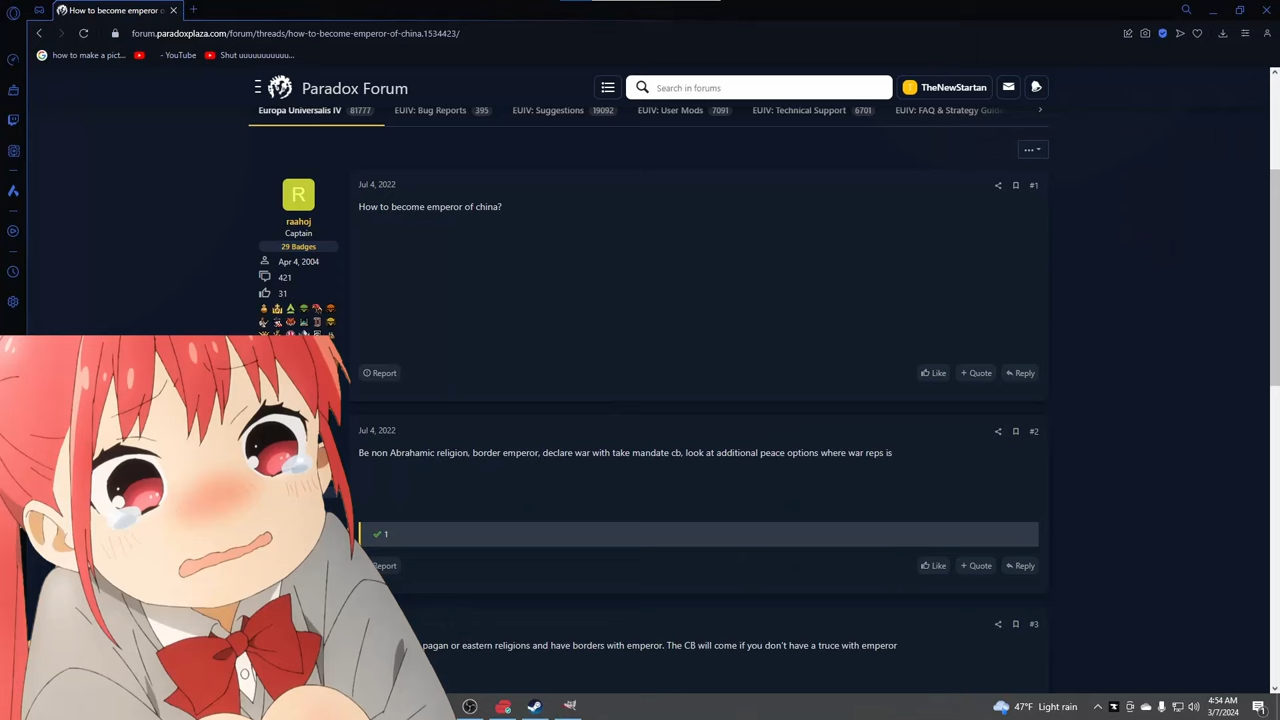 How to become emperor o
forum.paradoxplaza.com/forum/threads/how-to-become-emperor-of-china.1534423/
how to make a pict...
- YouTube
Shut uuuuuuuuuuu...
Paradox Forum
Search in forums
TheNewStartan
Europa Universalis IV 81777
EUIV: Bug Reports 395
EUIV: Suggestions 19092
EUIV: User Mods 7091
EUIV: Technical Support 6701
EUIV: FAQ & Strategy
Jul 4, 2022
#1
R
raahoj
Captain
29 Badges
Apr 4, 2004
421
31
How to become emperor of china?
Report
Like
+ Quote
Reply
Jul 4, 2022
#2
Be non Abrahamic religion, border emperor, declare war with take mandate cb, look at additional peace options where war reps is
1
Report
Like
+ Quote
Reply
#3
pagan or eastern religions and have borders with emperor. The CB will come if you don't have a truce with emperor
47°F Light rain
4:54 AM
3/7/2024